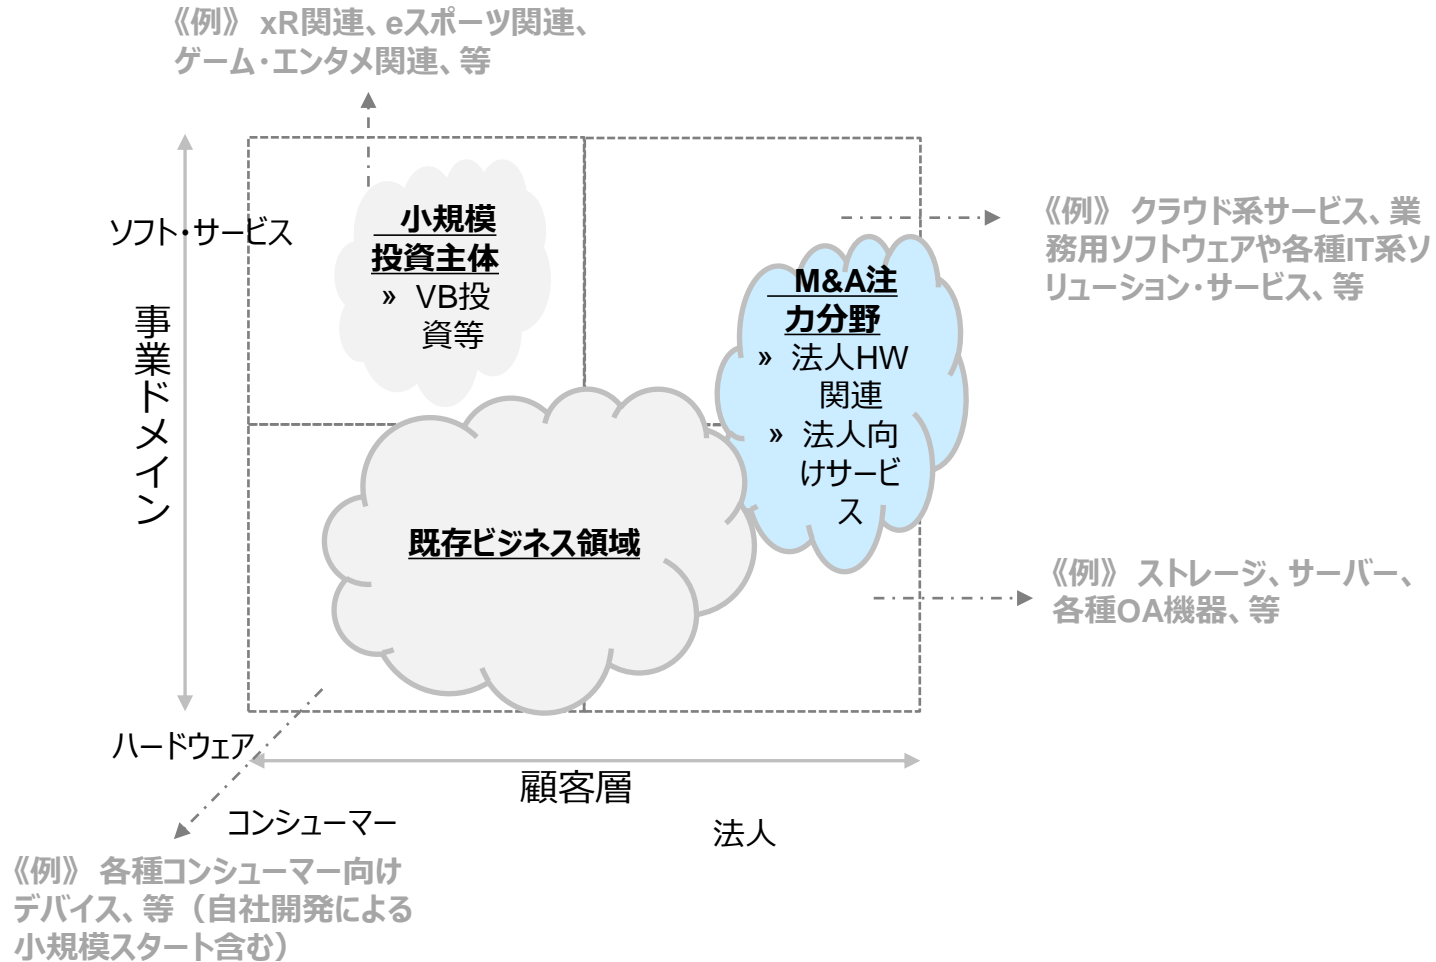 《例》 xR関連、eスポーツ関連、
ゲーム・エンタメ関連、等
ソフト・サービス
事業ドメイン
ハードウェア
小規模
投資主体
» VB投
資等
M&A注
力分野
» 法人HW
関連
» 法人向
けサービ
ス
既存ビジネス領域
《例》 クラウド系サービス、業
務用ソフトウェアや各種IT系ソ
リューション・サービス、等
《例》 ストレージ、サーバー、
各種OA機器、等
顧客層
コンシューマー
法人
《例》 各種コンシューマー向け
デバイス、等（自社開発による
小規模スタート含む）